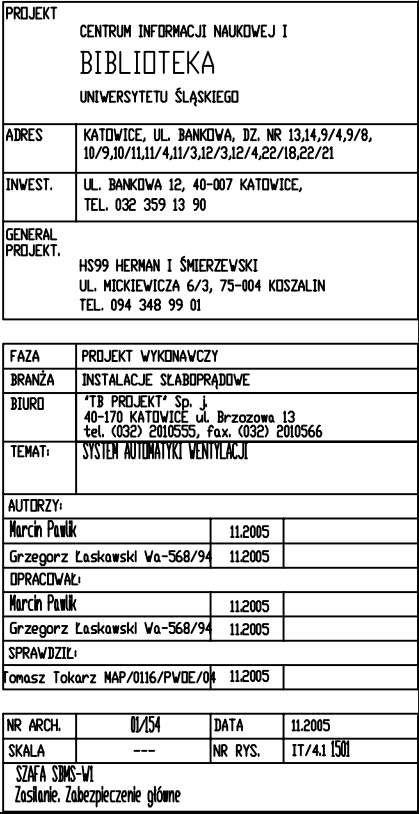 PROJEKT
CENTRUM INFORMACJI NAUKOWEJ I
BIBLIOTEKA
UNIWERSYTETU ŚLĄSKIEGO
ADRES KATOWICE, UL. BANKOWA, DZ. NR 13,14,9/4,9/8,
10/9,10/11,11/4,11/3,12/3,12/4,22/18,22/21
INWEST. UL. BANKOWA 12, 40-007 KATOWICE,
TEL. 032 359 13 90
GENERAL
PROJEKT.
HS99 HERMAN I ŚMIERZEWSKI
UL. MICKIEWICZA 6/3, 75-004 KOSZALIN
TEL. 094 348 99 01
FAZA PROJEKT WYKONAWCZY
BRANŻA INSTALACJE SŁABOPRĄDOWE
BIURO "TB PROJEKT" Sp. j.
40-170 KATOWICE ul. Brzozowa 13
tel. (032) 2010555, fax. (032) 2010566
TEMAT: SYSTEM AUTOMATYKI WENTYLACJI
AUTORZY:
Marcin Pawlik 11.2005
Grzegorz Łaskawski Wa-568/94 11.2005
OPRACOWAŁ:
Marcin Pawlik 11.2005
Grzegorz Łaskawski Wa-568/94 11.2005
SPRAWDZIŁ:
Tomasz Tokarz MAP/0116/PWOE/04 11.2005
NR ARCH. 01/154 DATA 11.2005
SKALA --- NR RYS. IT/4.1 1501
SZAFA SBMS-W1
Zasilanie. Zabezpieczenie główne